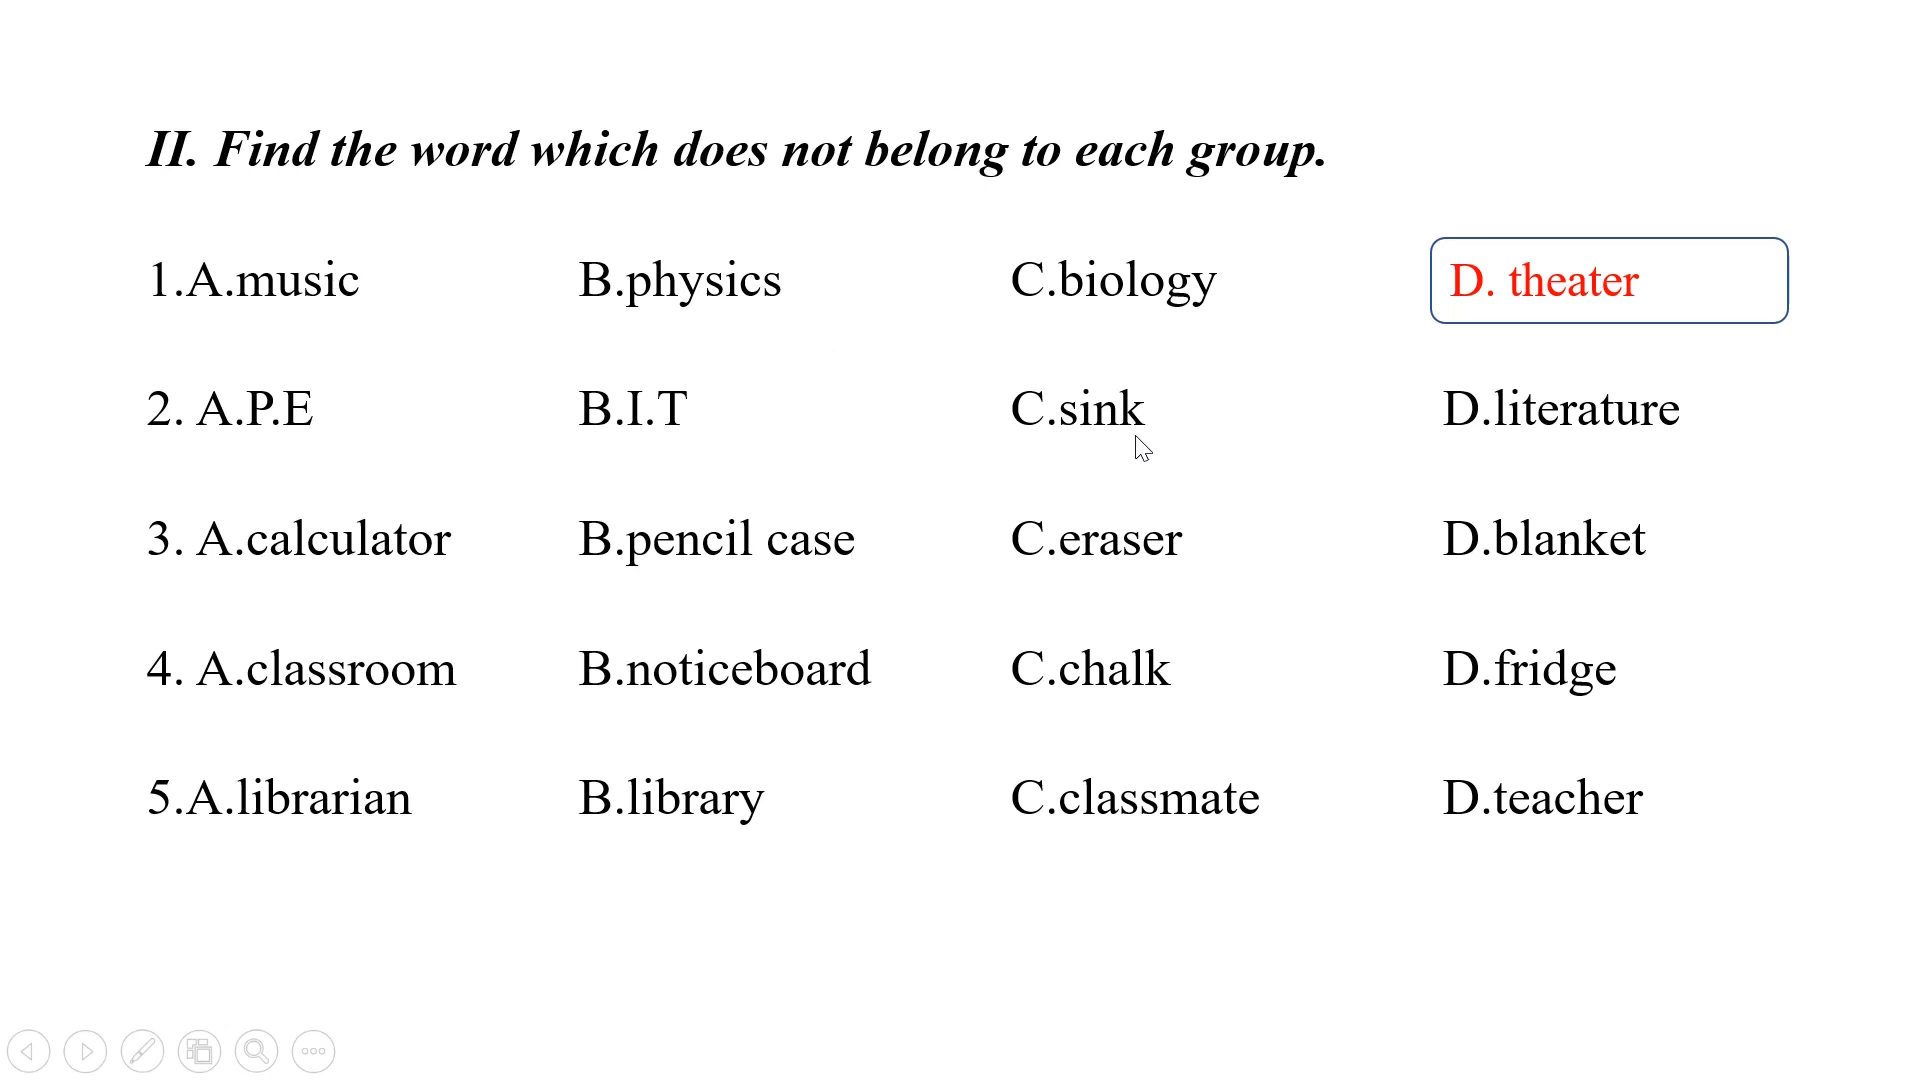 II. Find the word which does not belong to each group.
1.A.music B.physics C.biology D. theater
2. A.P.E B.I.T C.sink D.literature
3. A.calculator B.pencil case C.eraser D.blanket
4. A.classroom B.noticeboard C.chalk D.fridge
5.A.librarian B.library C.classmate D.teacher